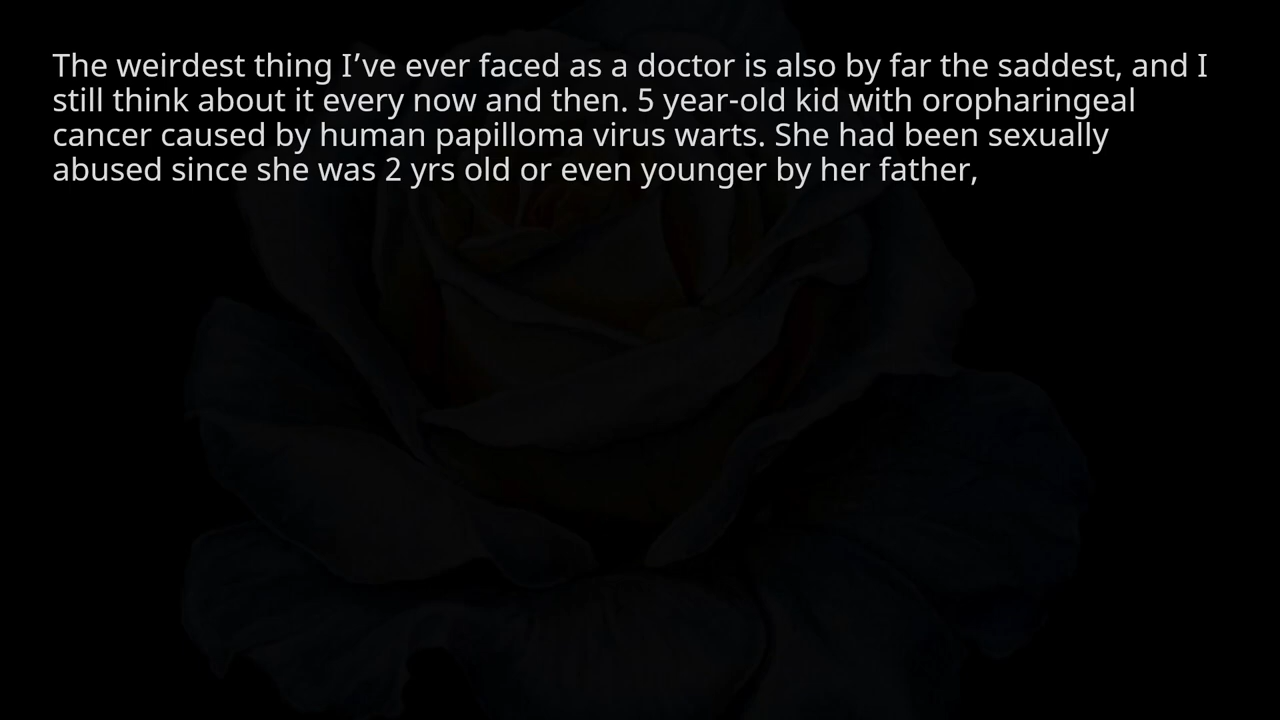 The weirdest thing I’ve ever faced as a doctor is also by far the saddest, and I
still think about it every now and then. 5 year-old kid with oropharingeal
cancer caused by human papilloma virus warts. She had been sexually
abused since she was 2 yrs old or even younger by her father,